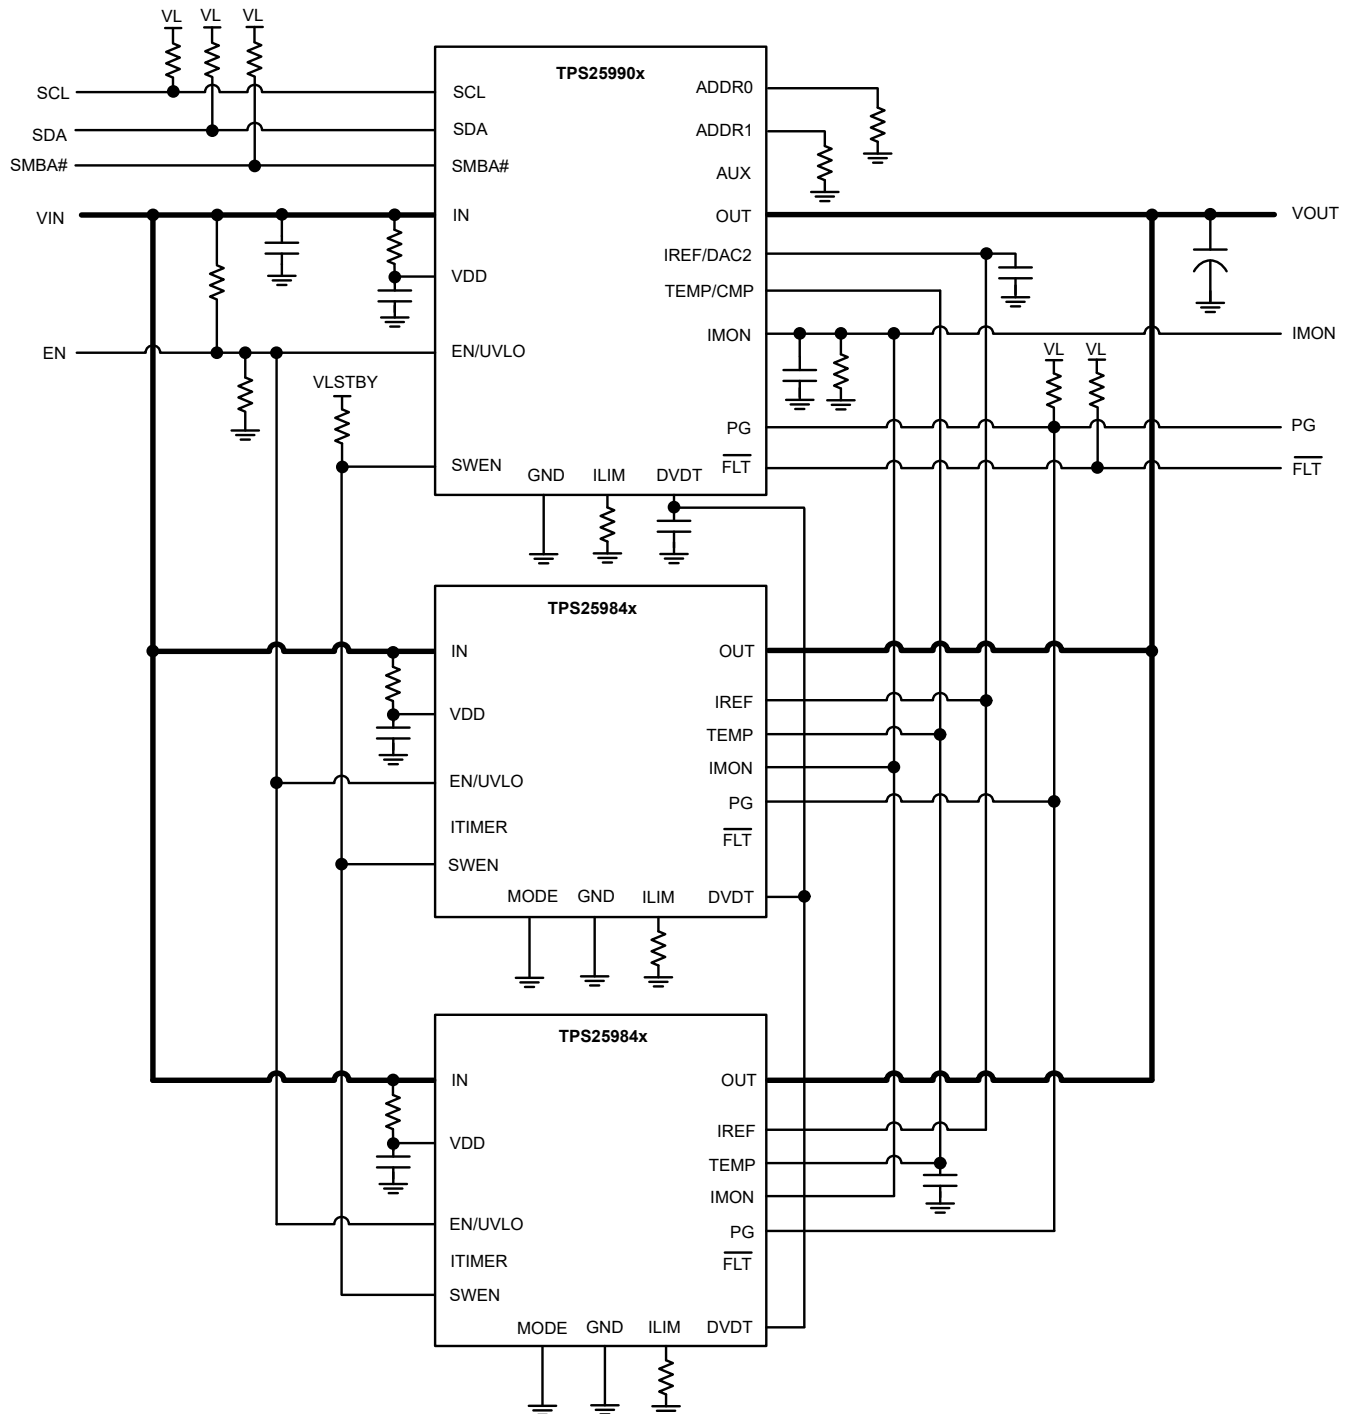 VL VL VL
TPS25990x
SCL SCL ADDR0
SDA SDA ADDR1
SMBA# SMBA# AUX
VIN IN OUT VOUT
IREF/DAC2
VDD TEMP/CMP
IMON IMON
EN EN/UVLO VL VL
VLSTBY
PG PG
SWEN FLT FLT
GND ILIM DVDT
TPS25984x
IN OUT
IREF
VDD TEMP
IMON
EN/UVLO PG
ITIMER FLT
SWEN
MODE GND ILIM DVDT
TPS25984x
IN OUT
IREF
VDD TEMP
IMON
EN/UVLO PG
ITIMER FLT
SWEN
MODE GND ILIM DVDT